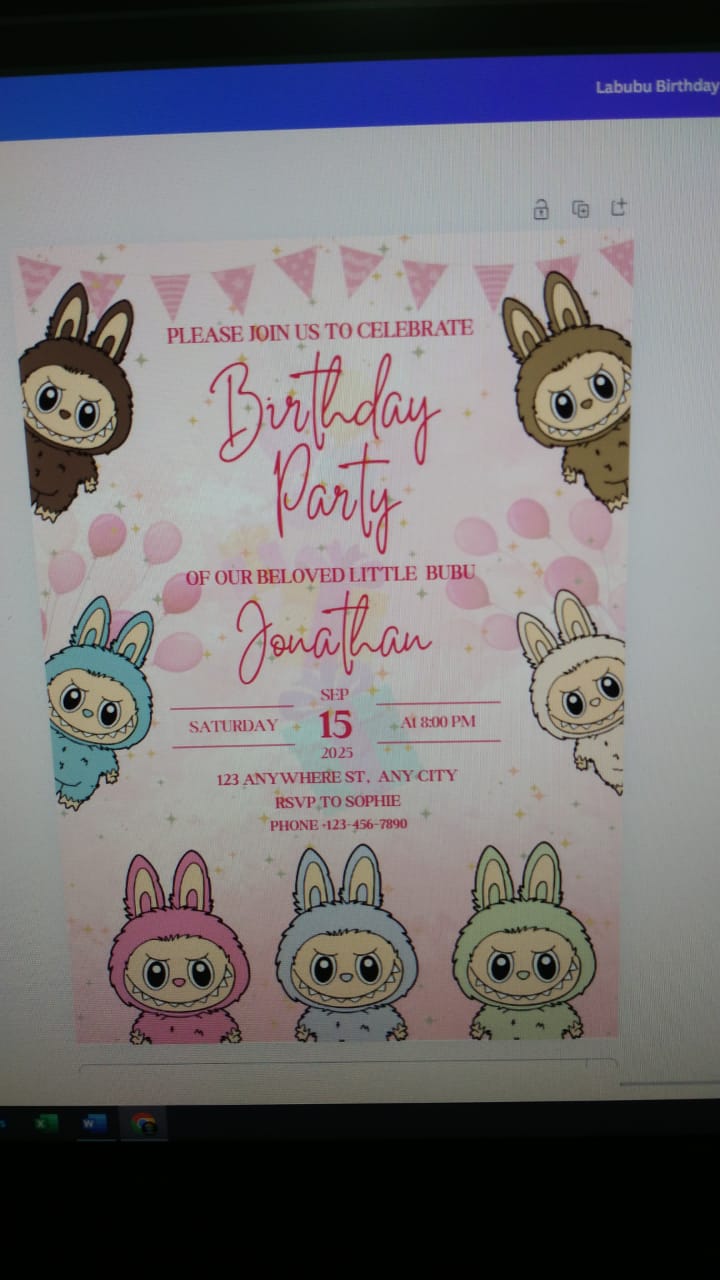 Labubu Birthday
PLEASE JOIN US TO CELEBRATE
Birthday
Party
OF OUR BELOVED LITTLE BUBU
Jonathan
SEP
SATURDAY 15 At 8:00 PM
2025
123 ANYWHERE ST, ANY CITY
RSVP TO SOPHIE
PHONE +123-456-7890